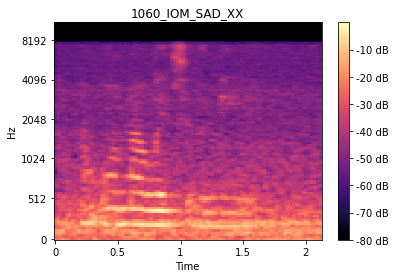 1060_IOM_SAD_XX
Hz
8192
4096
2048
1024
512
0
0
0.5
1
1.5
2
Time
-10 dB
-20 dB
-30 dB
-40 dB
-50 dB
-60 dB
-70 dB
-80 dB